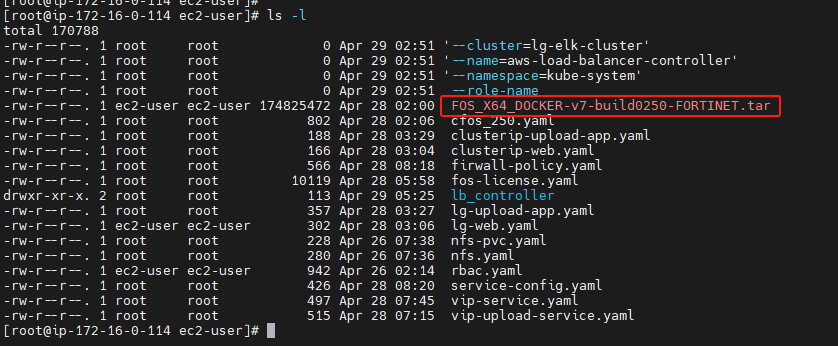 [root@ip-172-16-0-114 ec2-user]#
[root@ip-172-16-0-114 ec2-user]# ls -l
total 170788
-rw-r--r--. 1 root     root             0 Apr 29 02:51 '--cluster=lg-elk-cluster'
-rw-r--r--. 1 root     root             0 Apr 29 02:51 '--name=aws-load-balancer-controller'
-rw-r--r--. 1 root     root             0 Apr 29 02:51 '--namespace=kube-system'
-rw-r--r--. 1 root     root             0 Apr 29 02:51  --role-name
-rw-r--r--. 1 ec2-user ec2-user 174825472 Apr 28 02:00  FOS_X64_DOCKER-v7-build0250-FORTINET.tar
-rw-r--r--. 1 root     root           802 Apr 28 02:06  cfos_250.yaml
-rw-r--r--. 1 root     root           188 Apr 28 03:29  clusterip-upload-app.yaml
-rw-r--r--. 1 root     root           166 Apr 28 03:04  clusterip-web.yaml
-rw-r--r--. 1 root     root           566 Apr 28 08:18  firwall-policy.yaml
-rw-r--r--. 1 root     root         10119 Apr 28 05:58  fos-license.yaml
drwxr-xr-x. 2 root     root           113 Apr 29 05:25  lb_controller
-rw-r--r--. 1 root     root           357 Apr 28 03:27  lg-upload-app.yaml
-rw-r--r--. 1 ec2-user ec2-user       302 Apr 28 03:06  lg-web.yaml
-rw-r--r--. 1 root     root           228 Apr 26 07:38  nfs-pvc.yaml
-rw-r--r--. 1 root     root           280 Apr 26 07:36  nfs.yaml
-rw-r--r--. 1 ec2-user ec2-user       942 Apr 26 02:14  rbac.yaml
-rw-r--r--. 1 root     root           426 Apr 28 08:20  service-config.yaml
-rw-r--r--. 1 root     root           497 Apr 28 07:45  vip-service.yaml
-rw-r--r--. 1 root     root           515 Apr 28 07:15  vip-upload-service.yaml
[root@ip-172-16-0-114 ec2-user]#